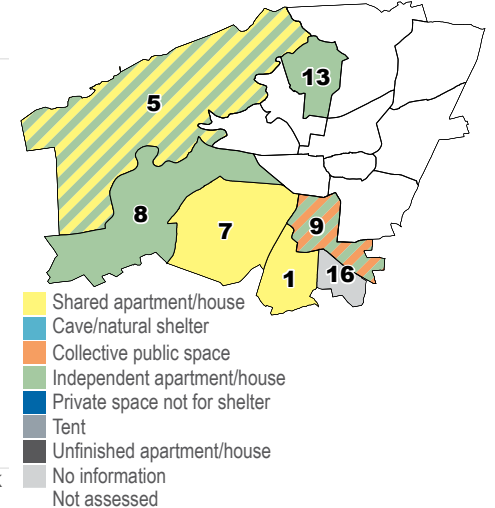 13
5
8
7
9
1
16
Shared apartment/house
Cave/natural shelter
Collective public space
Independent apartment/house
Private space not for shelter
Tent
Unfinished apartment/house
No information
Not assessed